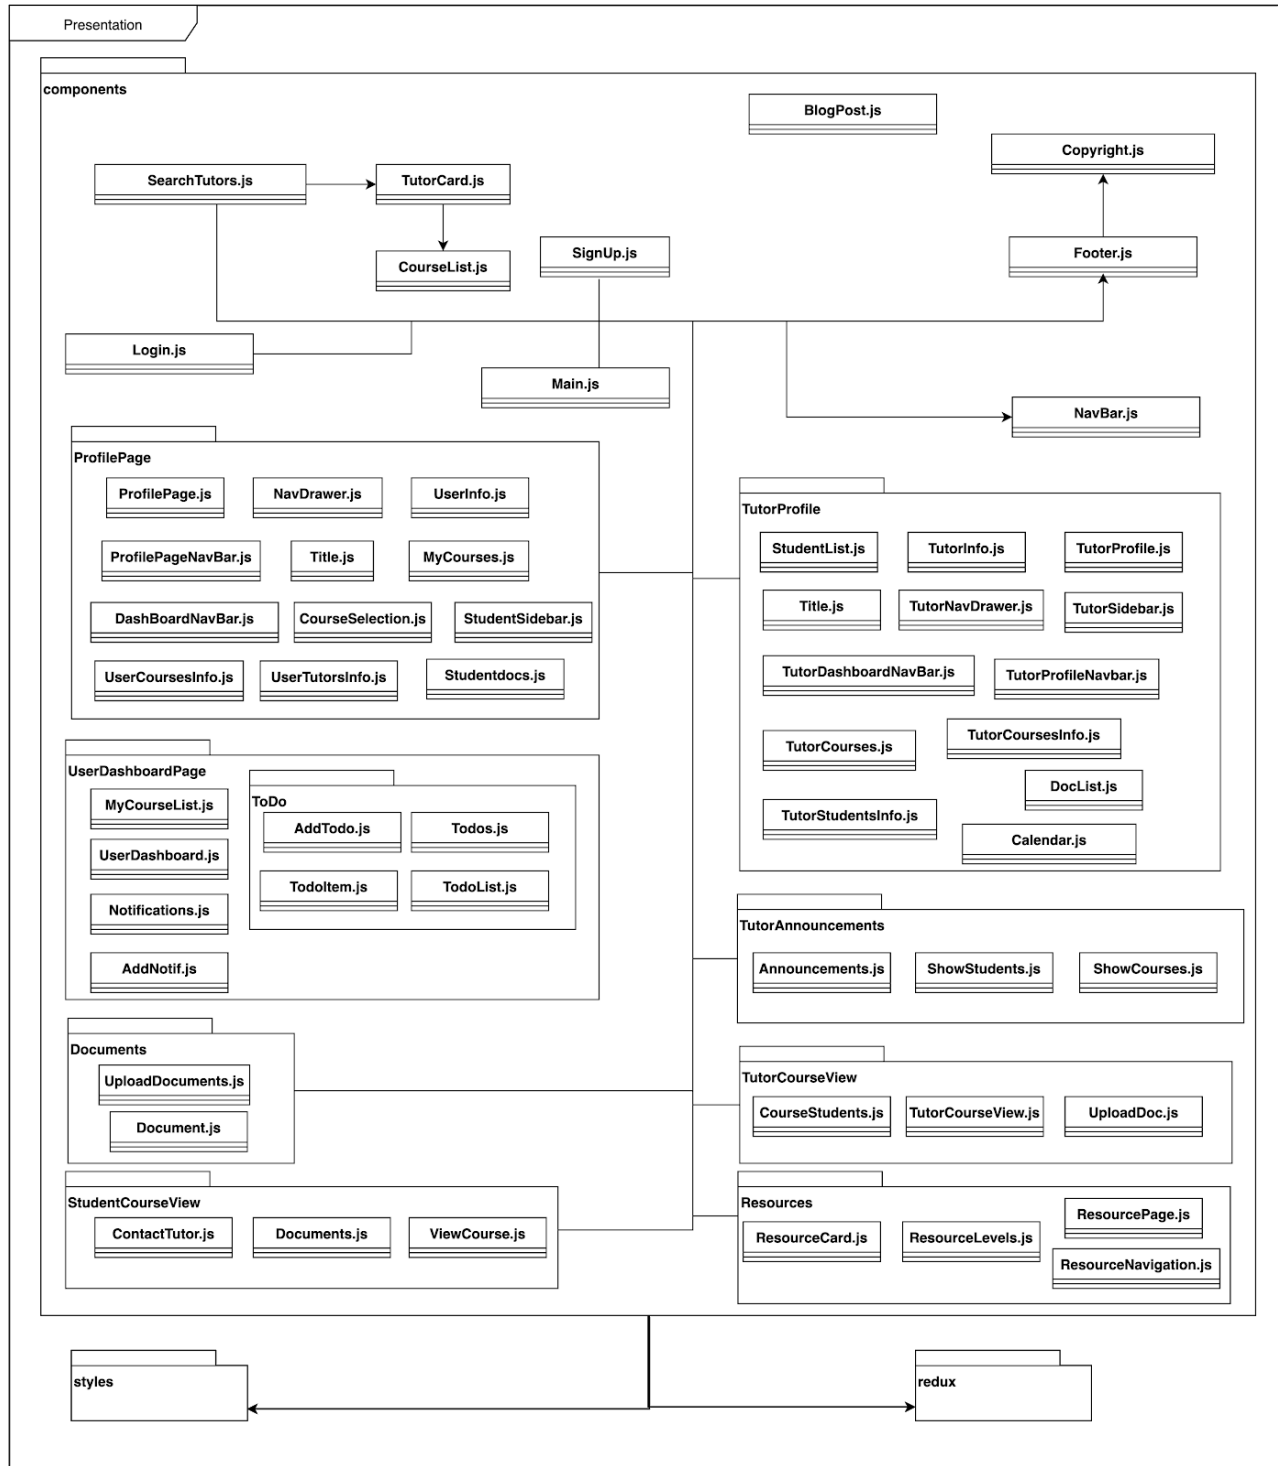 Presentation
components
BlogPost.js
Copyright.js
SearchTutors.js
TutorCard.js
SignUp.js
Footer.js
CourseList.js
Login.js
Main.js
NavBar.js
ProfilePage
ProfilePage.js
NavDrawer.js
UserInfo.js
ProfilePageNavBar.js
Title.js
MyCourses.js
DashBoardNavBar.js
CourseSelection.js
StudentSidebar.js
UserCoursesInfo.js
UserTutorsInfo.js
Studentdocs.js
TutorProfile
StudentList.js
TutorInfo.js
TutorProfile.js
Title.js
TutorNavDrawer.js
TutorSidebar.js
TutorDashboardNavBar.js
TutorProfileNavbar.js
TutorCourses.js
TutorCoursesInfo.js
DocList.js
TutorStudentsInfo.js
Calendar.js
UserDashboardPage
MyCourseList.js
UserDashboard.js
Notifications.js
AddNotif.js
ToDo
AddTodo.js
Todos.js
TodoItem.js
TodoList.js
TutorAnnouncements
Announcements.js
ShowStudents.js
ShowCourses.js
Documents
UploadDocuments.js
Document.js
TutorCourseView
CourseStudents.js
TutorCourseView.js
UploadDoc.js
StudentCourseView
ContactTutor.js
Documents.js
ViewCourse.js
Resources
ResourceCard.js
ResourceLevels.js
ResourcePage.js
ResourceNavigation.js
styles
redux